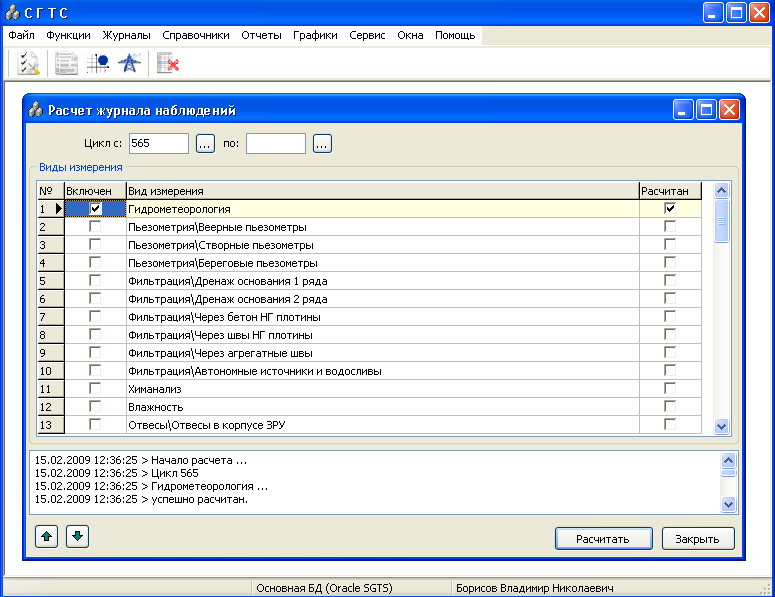 С Г Т С
Файл Функции Журналы Справочники Отчеты Графики Сервис Окна Помощь
Расчет журнала наблюдений
Цикл с: 565 ... по: ...
Виды измерения
№ Включен Вид измерения Расчитан
1 Гидрометеорология
2 Пьезометрия\Веерные пьезометры
3 Пьезометрия\Створные пьезометры
4 Пьезометрия\Береговые пьезометры
5 Фильтрация\Дренаж основания 1 ряда
6 Фильтрация\Дренаж основания 2 ряда
7 Фильтрация\Через бетон НГ плотины
8 Фильтрация\Через швы НГ плотины
9 Фильтрация\Через агрегатные швы
10 Фильтрация\Автономные источники и водосливы
11 Химанализ
12 Влажность
13 Отвесы\Отвесы в корпусе ЗРУ
15.02.2009 12:36:25 > Начало расчета ...
15.02.2009 12:36:25 > Цикл 565
15.02.2009 12:36:25 > Гидрометеорология ...
15.02.2009 12:36:25 > успешно расчитан.
Расчитать Закрыть
Основная БД (Oracle SGTS) Борисов Владимир Николаевич